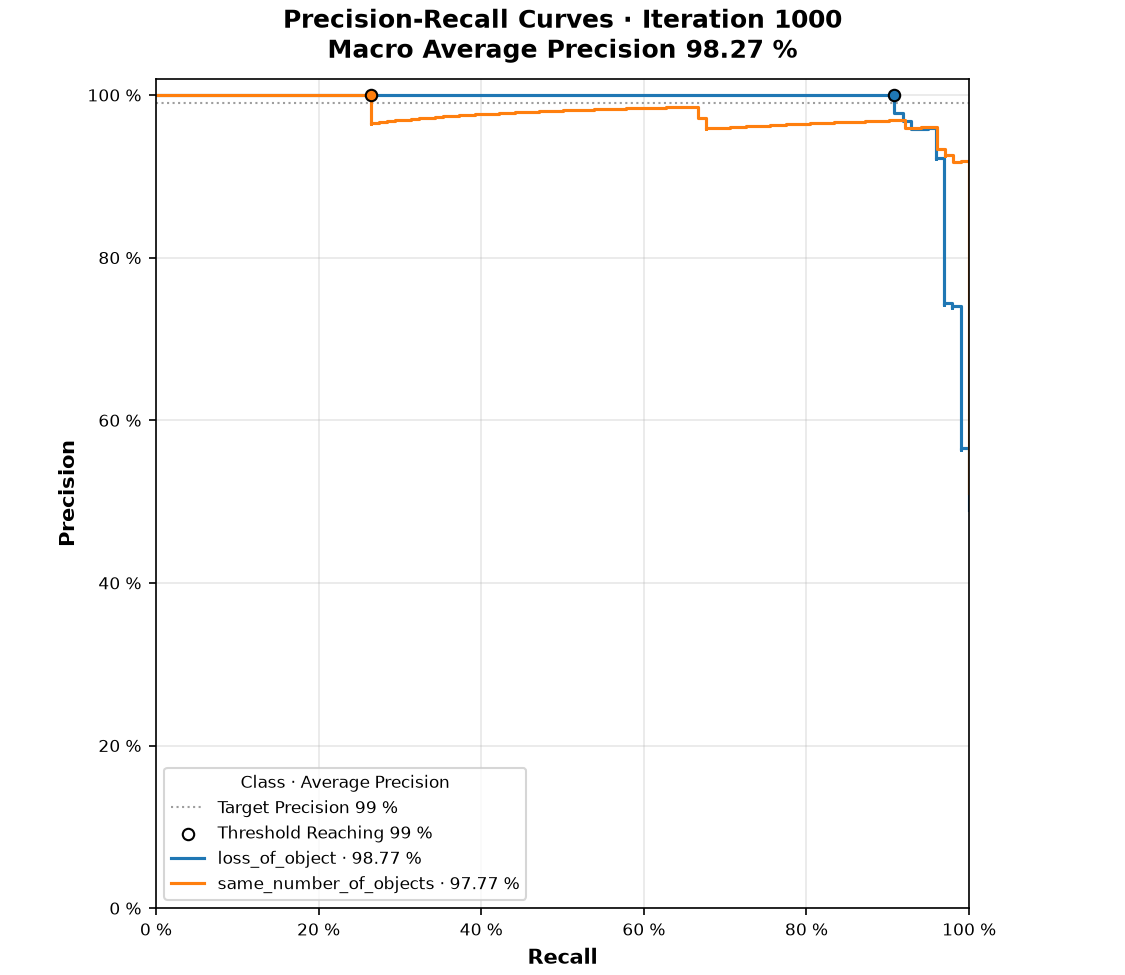 Precision-Recall Curves · Iteration 1000
Macro Average Precision 98.27 %
100 %
80 %
60 %
40 %
20 %
0 %
Precision
Class · Average Precision
Target Precision 99 %
Threshold Reaching 99 %
loss_of_object · 98.77 %
same_number_of_objects · 97.77 %
0 %
20 %
40 %
60 %
80 %
100 %
Recall